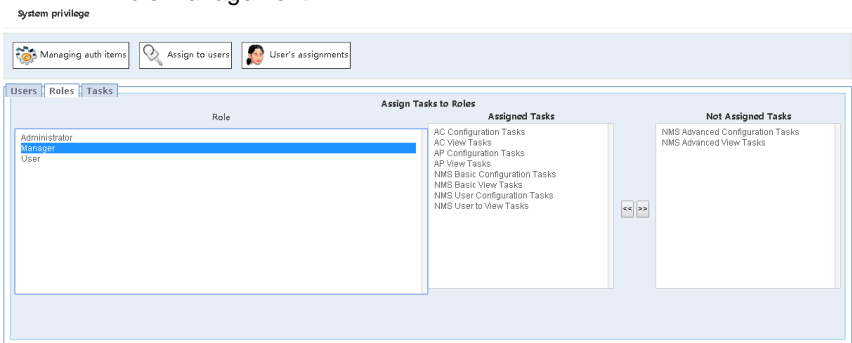 System privilege
Managing auth items
Assign to users
User's assignments
Users
Roles
Tasks
Assign Tasks to Roles
Role
Assigned Tasks
Not Assigned Tasks
Administrator
Manager
User
AC Configuration Tasks
AC View Tasks
AP Configuration Tasks
AP View Tasks
NMS Basic Configuration Tasks
NMS Basic View Tasks
NMS User Configuration Tasks
NMS User to View Tasks
<<
>>
NMS Advanced Configuration Tasks
NMS Advanced View Tasks